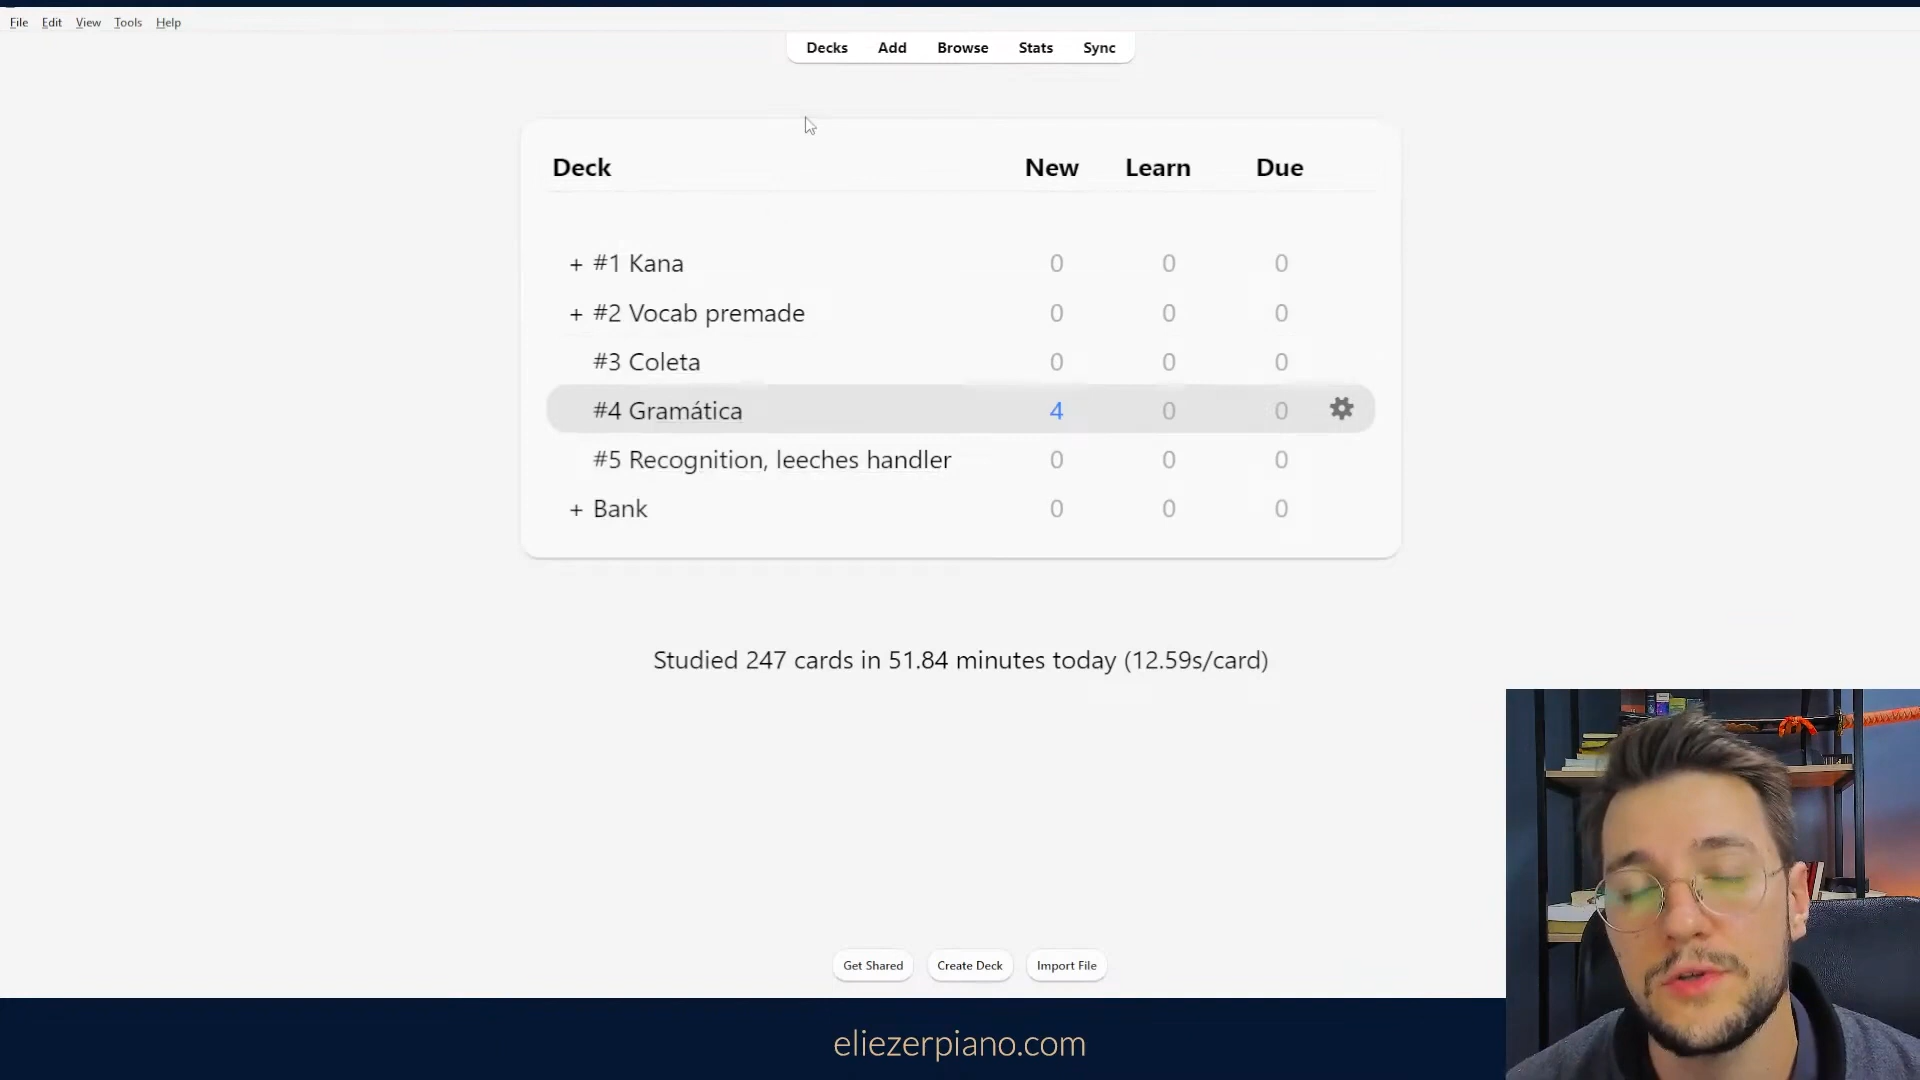 File Edit View Tools Help
Decks Add Browse Stats Sync
Deck New Learn Due
+ #1 Kana 0 0 0
+ #2 Vocab premade 0 0 0
#3 Coleta 0 0 0
#4 Gramática 4 0 0
#5 Recognition, leeches handler 0 0 0
+ Bank 0 0 0
Studied 247 cards in 51.84 minutes today (12.59s/card)
Get Shared Create Deck Import File
eliezerpiano.com